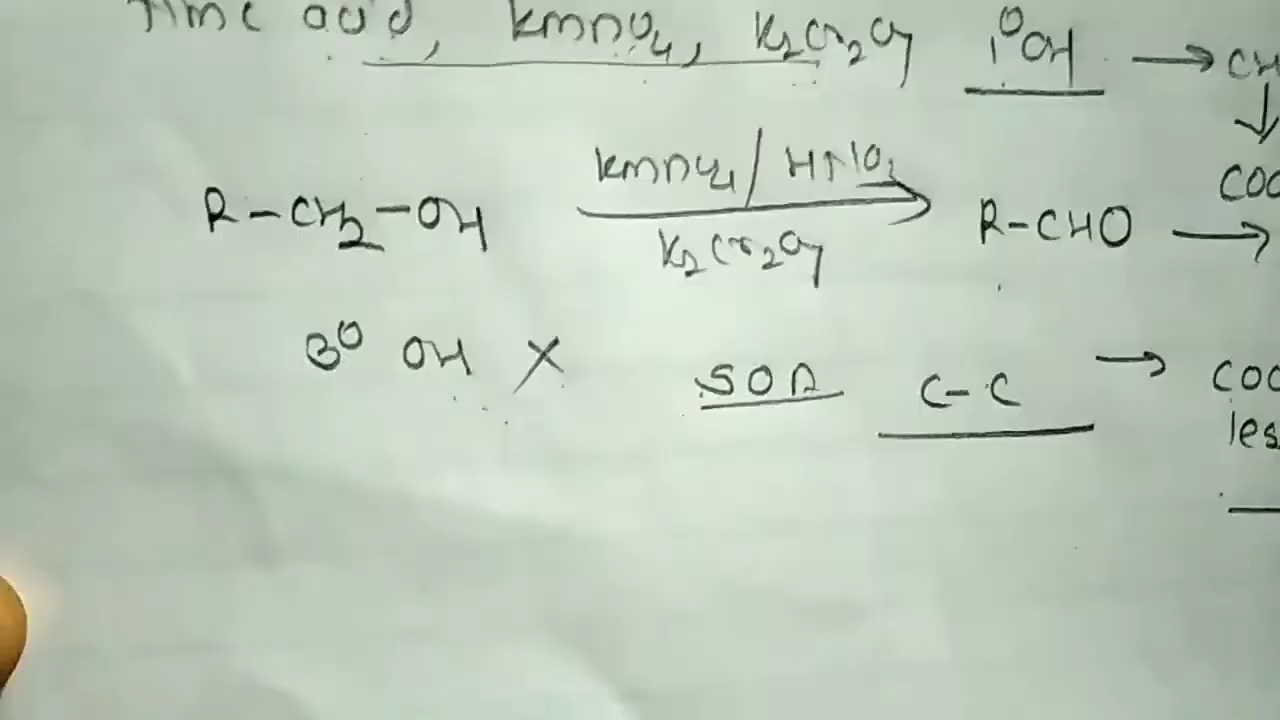 acid, KMnO4, K2Cr2O7 1° OH → CH
↓
KMnO4 / HNO3 COO
R-CH2-OH → R-CHO →
K2Cr2O7
3° OH X SOA C-C → COO
les